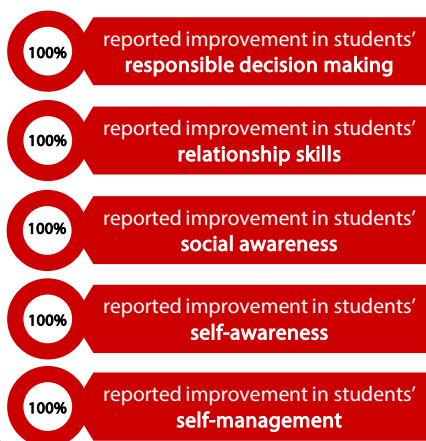 100%
reported improvement in students’
responsible decision making
100%
reported improvement in students’
relationship skills
100%
reported improvement in students’
social awareness
100%
reported improvement in students’
self-awareness
100%
reported improvement in students’
self-management